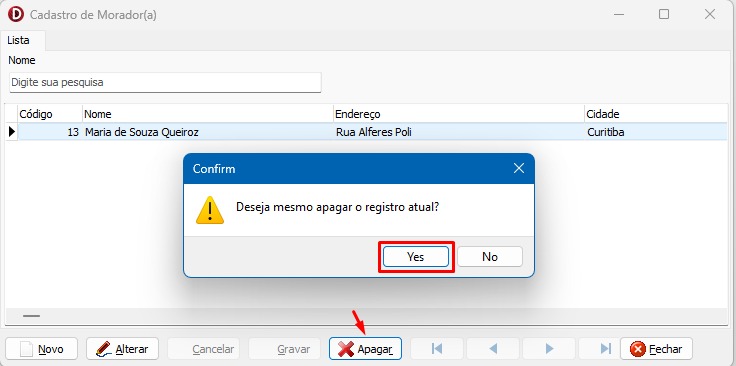 D Cadastro de Morador(a)
Lista
Nome
Digite sua pesquisa
Código Nome Endereço Cidade
13 Maria de Souza Queiroz Rua Alferes Poli Curitiba
Confirm
Deseja mesmo apagar o registro atual?
Yes No
Novo Alterar Cancelar Gravar Apagar Fechar